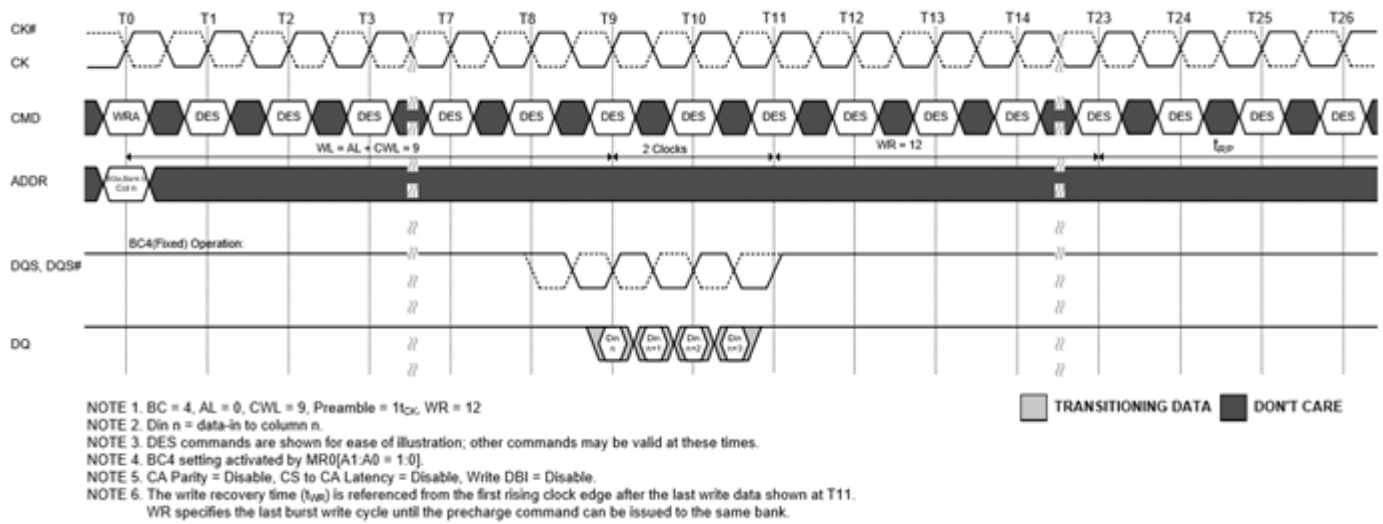 T0 T1 T2 T3 T7 T8 T9 T10 T11 T12 T13 T14 T23 T24 T25 T26
CK#
CK
CMD WRA DES DES DES DES DES DES DES DES DES DES DES DES DES DES DES
WL = AL + CWL = 9 2 Clocks WR = 12 tRP
ADDR
Col n
BC4(Fixed) Operation:
DQS, DQS#
DQ Din n Din n+1 Din n+2 Din n+3
NOTE 1. BC = 4, AL = 0, CWL = 9, Preamble = 1tCK, WR = 12
NOTE 2. Din n = data-in to column n.
NOTE 3. DES commands are shown for ease of illustration; other commands may be valid at these times.
NOTE 4. BC4 setting activated by MR0[A1:A0 = 1:0].
NOTE 5. CA Parity = Disable, CS to CA Latency = Disable, Write DBI = Disable.
NOTE 6. The write recovery time (tWR) is referenced from the first rising clock edge after the last write data shown at T11.
WR specifies the last burst write cycle until the precharge command can be issued to the same bank.
TRANSITIONING DATA DON'T CARE